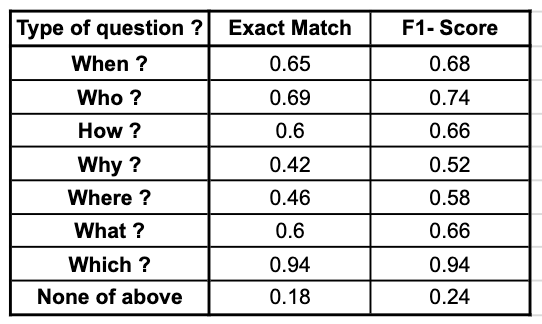 Type of question ? Exact Match F1- Score
When ? 0.65 0.68
Who ? 0.69 0.74
How ? 0.6 0.66
Why ? 0.42 0.52
Where ? 0.46 0.58
What ? 0.6 0.66
Which ? 0.94 0.94
None of above 0.18 0.24